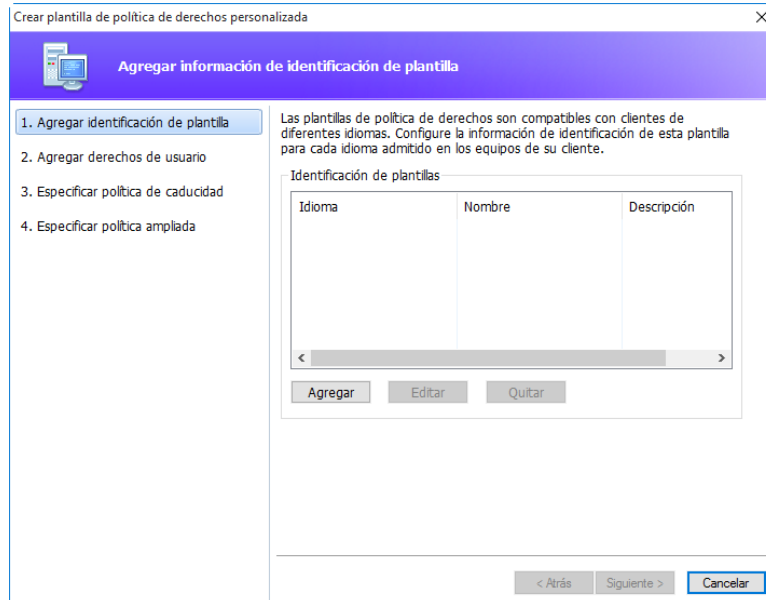 Crear plantilla de política de derechos personalizada
Agregar información de identificación de plantilla
1. Agregar identificación de plantilla
2. Agregar derechos de usuario
3. Especificar política de caducidad
4. Especificar política ampliada
Las plantillas de política de derechos son compatibles con clientes de
diferentes idiomas. Configure la información de identificación de esta plantilla
para cada idioma admitido en los equipos de su cliente.
Identificación de plantillas
Idioma Nombre Descripción
Agregar Editar Quitar
< Atrás Siguiente > Cancelar